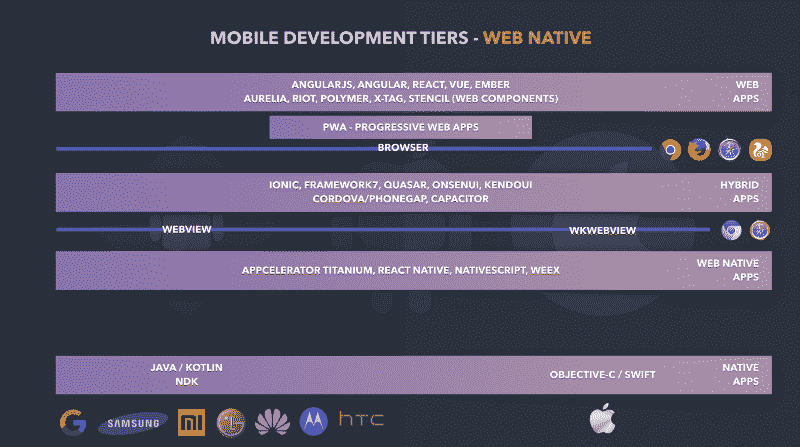 MOBILE DEVELOPMENT TIERS - WEB NATIVE
ANGULARJS, ANGULAR, REACT, VUE, EMBER
AURELIA, RIOT, POLYMER, X-TAG, STENCIL (WEB COMPONENTS)
WEB
APPS
PWA - PROGRESSIVE WEB APPS
BROWSER
IONIC, FRAMEWORK7, QUASAR, ONSENUI, KENDOUI
CORDOVA/PHONEGAP, CAPACITOR
HYBRID
APPS
WEBVIEW
WKWEBVIEW
APPCELERATOR TITANIUM, REACT NATIVE, NATIVESCRIPT, WEEX
WEB NATIVE
APPS
JAVA / KOTLIN
NDK
OBJECTIVE-C / SWIFT
NATIVE
APPS
SAMSUNG
htc